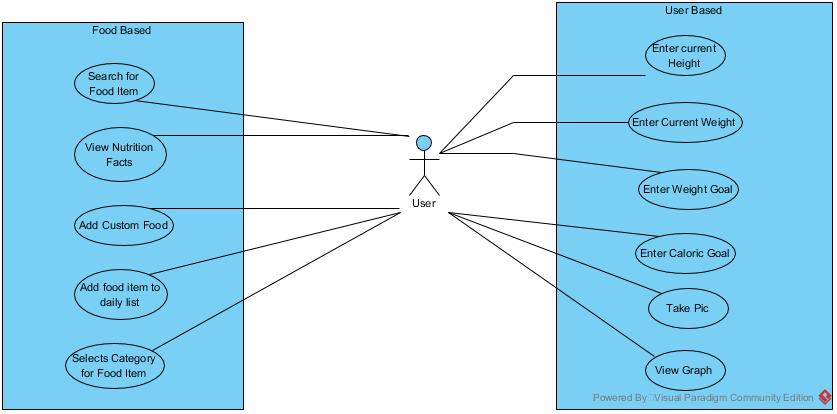 Food Based
Search for
Food Item
View Nutrition
Facts
Add Custom Food
Add food item to
daily list
Selects Category
for Food Item
User
User Based
Enter current
Height
Enter Current Weight
Enter Weight Goal
Enter Caloric Goal
Take Pic
View Graph
Powered By Visual Paradigm Community Edition